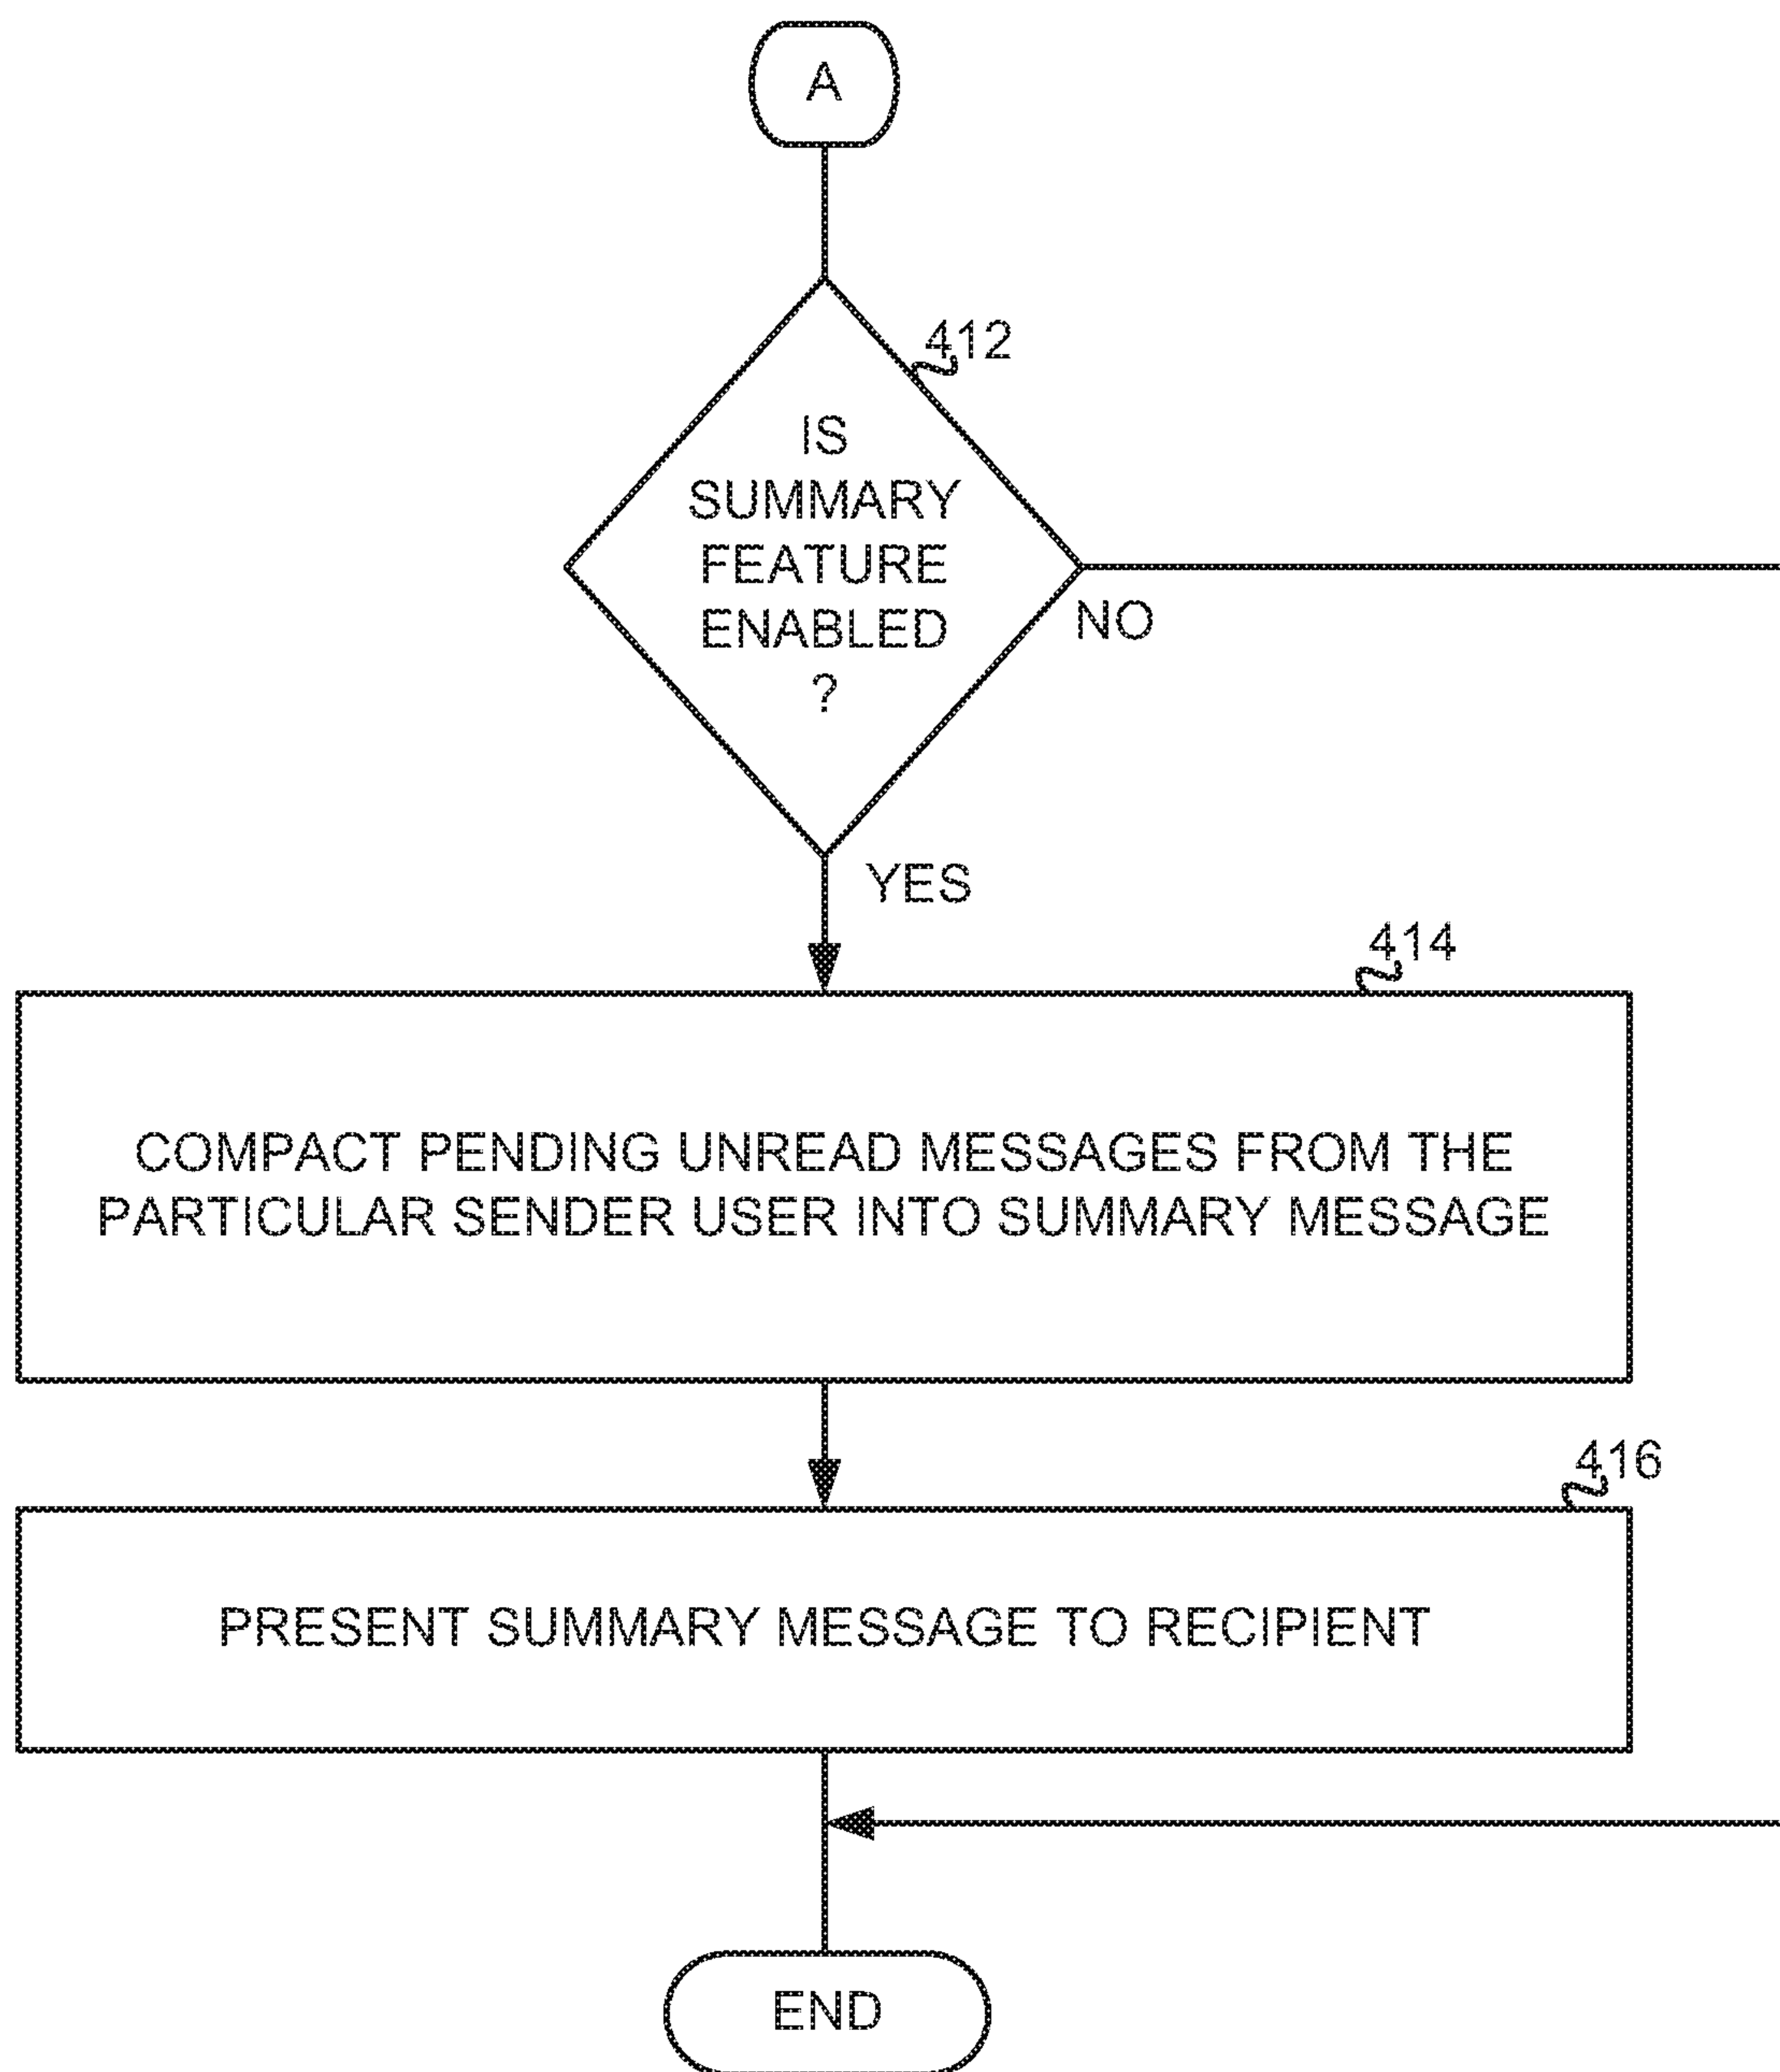 A
412
IS
SUMMARY
FEATURE
ENABLED
?
NO
YES
414
COMPACT PENDING UNREAD MESSAGES FROM THE
PARTICULAR SENDER USER INTO SUMMARY MESSAGE
416
PRESENT SUMMARY MESSAGE TO RECIPIENT
END